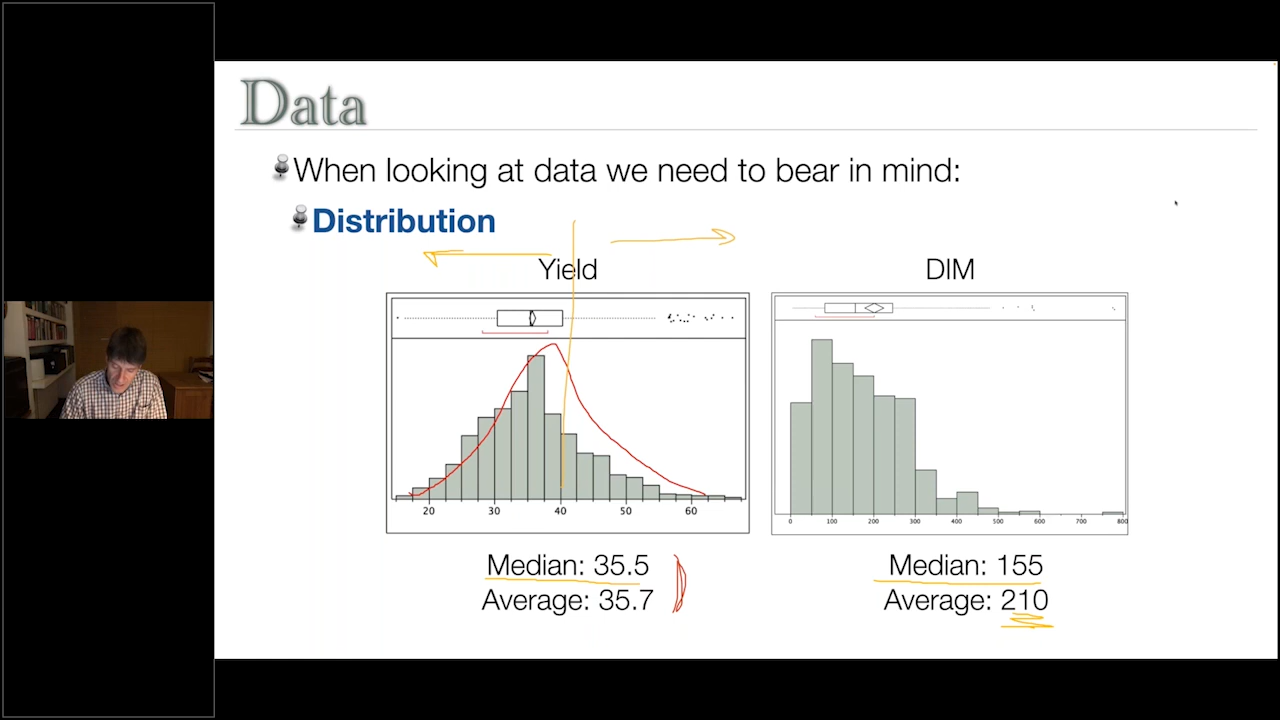 Data
When looking at data we need to bear in mind:
Distribution
Yield
DIM
20 30 40 50 60
0 100 200 300 400 500 600 700 800
Median: 35.5
Average: 35.7
Median: 155
Average: 210